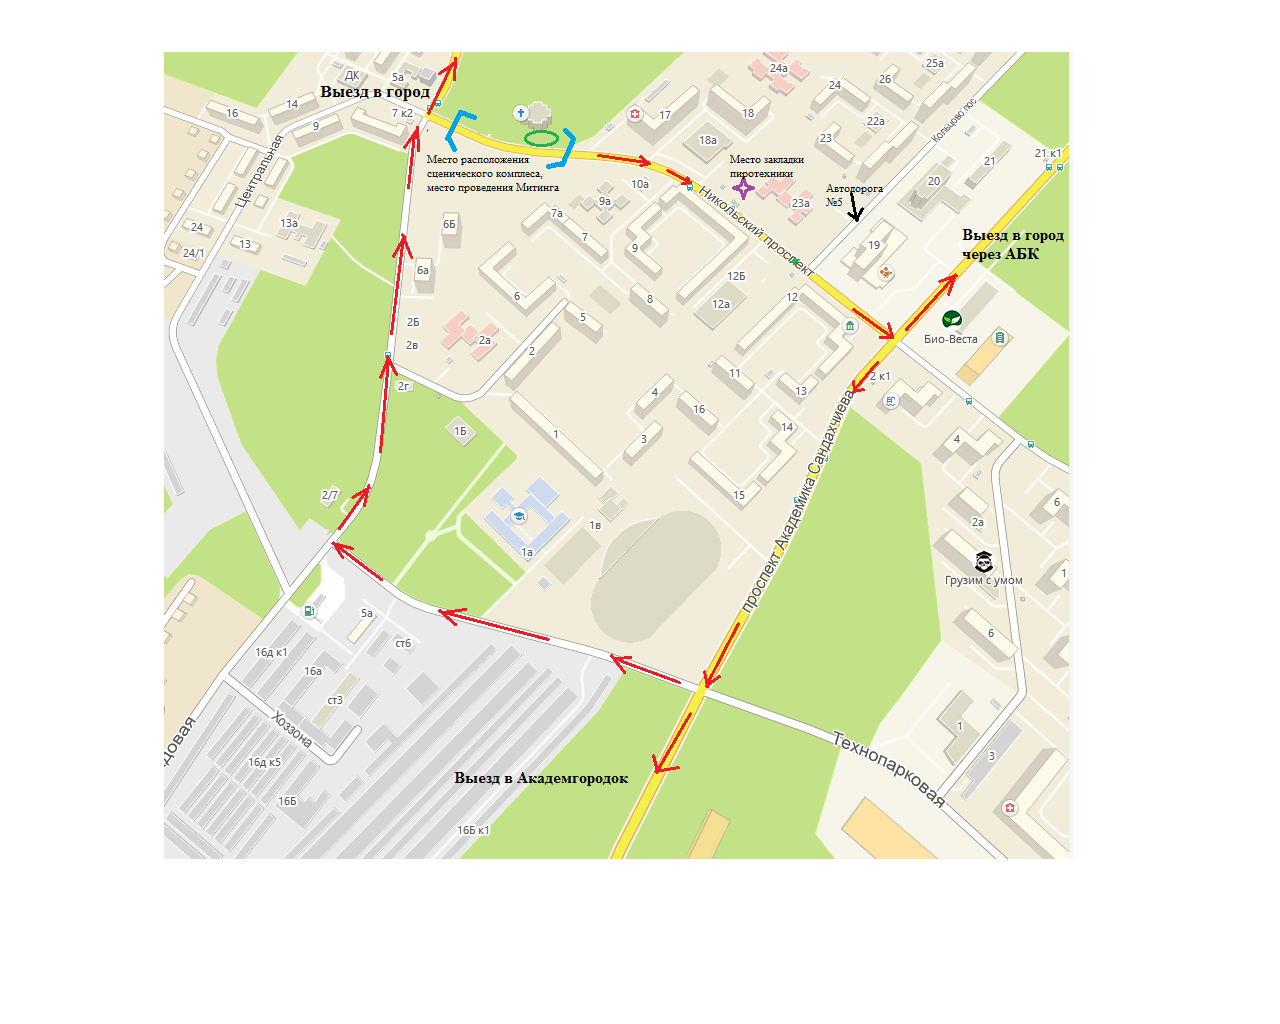 24а
25а
26
ДК
5а
24
Выезд в город
16
14
7 к2
9
17
18
22а
23
18а
Кольцово пос
21 к1
21
Центральная
Место расположения
сценического комплеса,
место проведения Митинга
Место закладки
пиротехники
20
10а
Автодорога
№5
9а
23а
Никольский проспект
7а
24
13а
6Б
7
9
19
Выезд в город
через АБК
13
24/1
6а
12Б
6
8
12
12а
2Б
5
2а
Био-Веста
2в
2
11
2 к1
2г
4
13
16
14
1Б
1
3
4
проспект Академика Сандахчиева
2/7
15
6
1в
2а
1а
Грузим с умом
1
5а
16д к1
ст6
6
16а
ст3
Хоззона
1
довая
Технопарковая
3
16д к5
Выезд в Академгородок
16Б
16Б к1